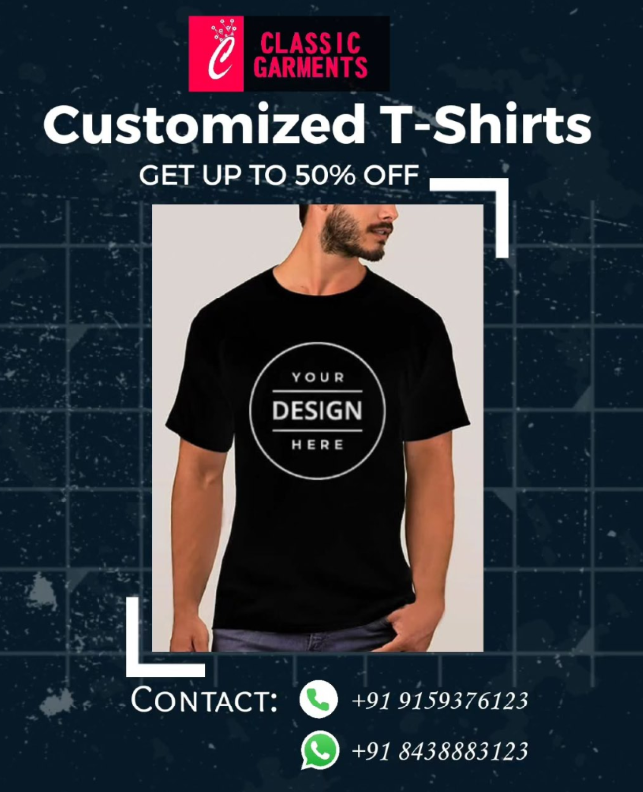 C CLASSIC
GARMENTS
Customized T-Shirts
GET UP TO 50% OFF
YOUR
DESIGN
HERE
CONTACT: +91 9159376123
+91 8438883123